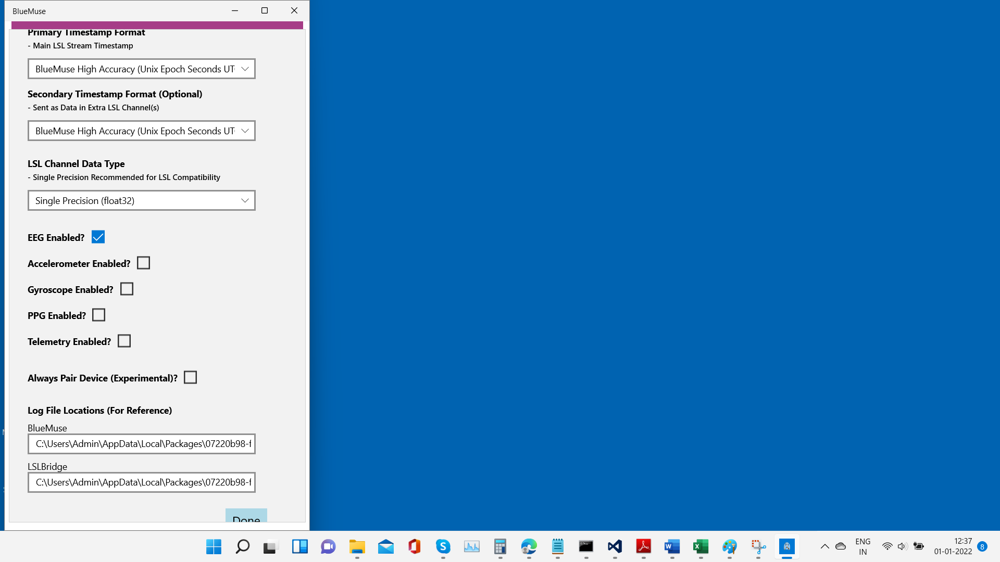 BlueMuse
Primary Timestamp Format
- Main LSL Stream Timestamp
BlueMuse High Accuracy (Unix Epoch Seconds UT
Secondary Timestamp Format (Optional)
- Sent as Data in Extra LSL Channel(s)
BlueMuse High Accuracy (Unix Epoch Seconds UT
LSL Channel Data Type
- Single Precision Recommended for LSL Compatibility
Single Precision (float32)
EEG Enabled?
Accelerometer Enabled?
Gyroscope Enabled?
PPG Enabled?
Telemetry Enabled?
Always Pair Device (Experimental)?
Log File Locations (For Reference)
BlueMuse
C:\Users\Admin\AppData\Local\Packages\07220b98-f
LSLBridge
C:\Users\Admin\AppData\Local\Packages\07220b98-f
Done
ENG
IN
12:37
01-01-2022
8